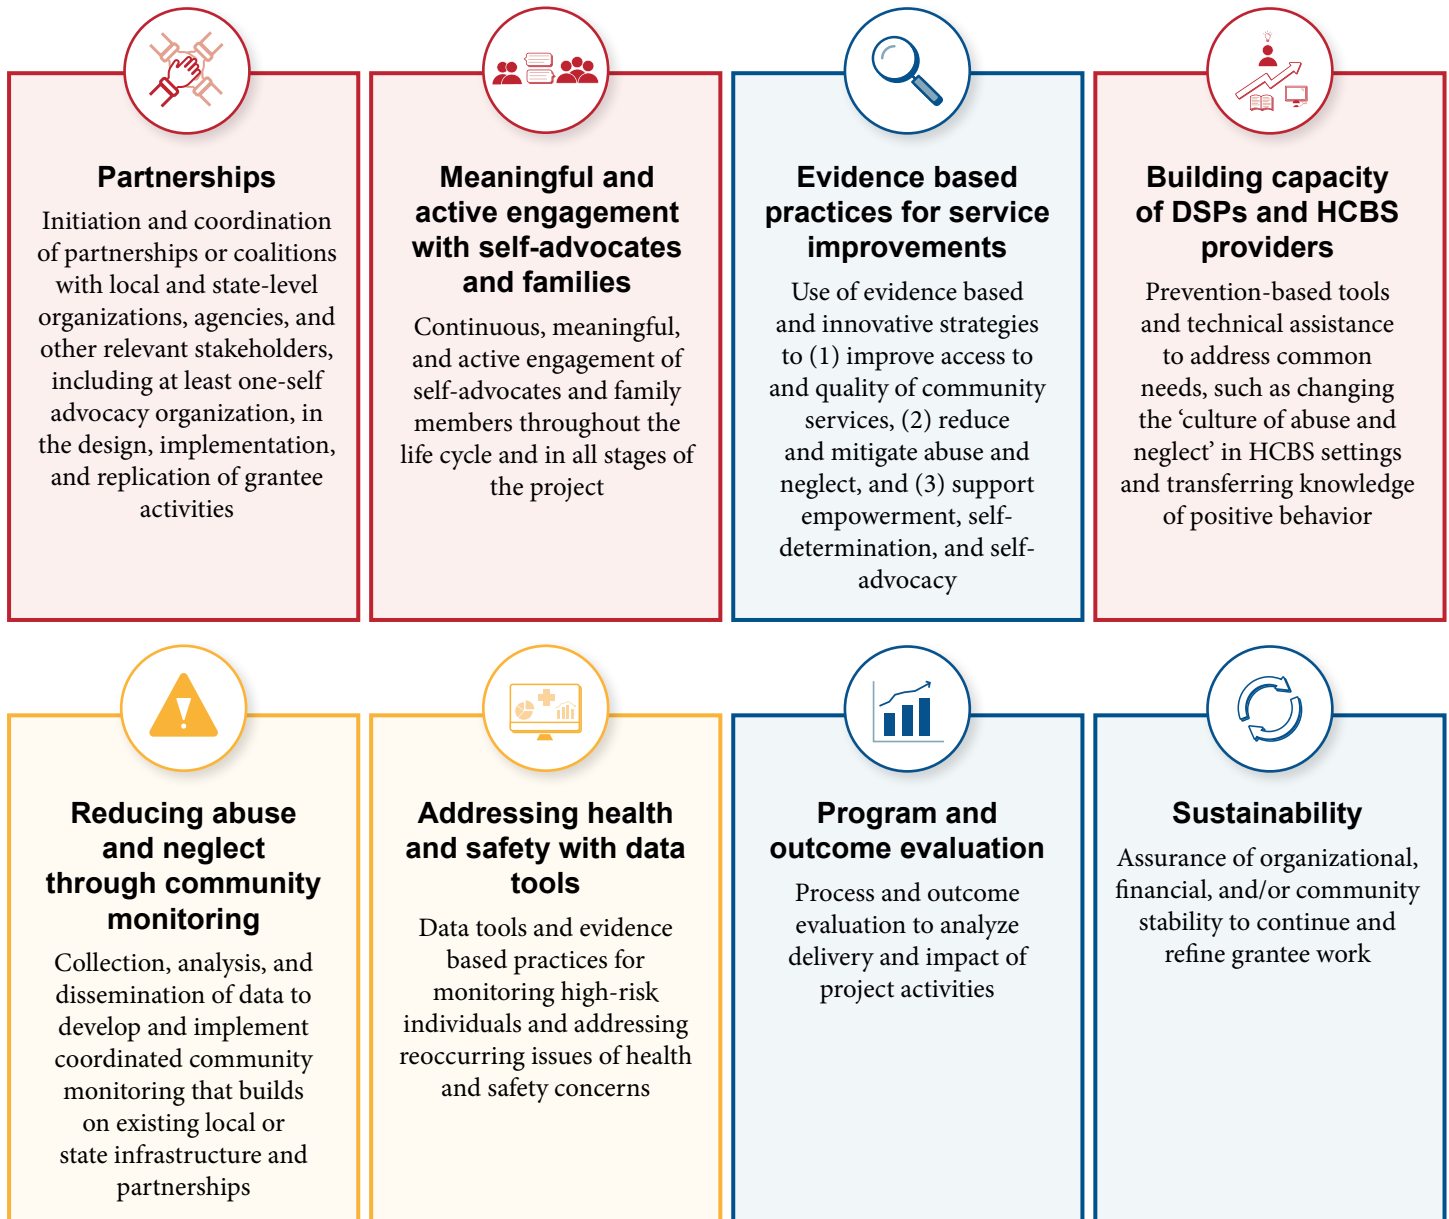 Partnerships
Initiation and coordination
of partnerships or coalitions
with local and state-level
organizations, agencies, and
other relevant stakeholders,
including at least one-self
advocacy organization, in
the design, implementation,
and replication of grantee
activities
Meaningful and
active engagement
with self-advocates
and families
Continuous, meaningful,
and active engagement of
self-advocates and family
members throughout the
life cycle and in all stages of
the project
Evidence based
practices for service
improvements
Use of evidence based
and innovative strategies
to (1) improve access to
and quality of community
services, (2) reduce
and mitigate abuse and
neglect, and (3) support
empowerment, self-
determination, and self-
advocacy
Building capacity
of DSPs and HCBS
providers
Prevention-based tools
and technical assistance
to address common
needs, such as changing
the ‘culture of abuse and
neglect’ in HCBS settings
and transferring knowledge
of positive behavior
Reducing abuse
and neglect
through community
monitoring
Collection, analysis, and
dissemination of data to
develop and implement
coordinated community
monitoring that builds
on existing local or
state infrastructure and
partnerships
Addressing health
and safety with data
tools
Data tools and evidence
based practices for
monitoring high-risk
individuals and addressing
reoccurring issues of health
and safety concerns
Program and
outcome evaluation
Process and outcome
evaluation to analyze
delivery and impact of
project activities
Sustainability
Assurance of organizational,
financial, and/or community
stability to continue and
refine grantee work